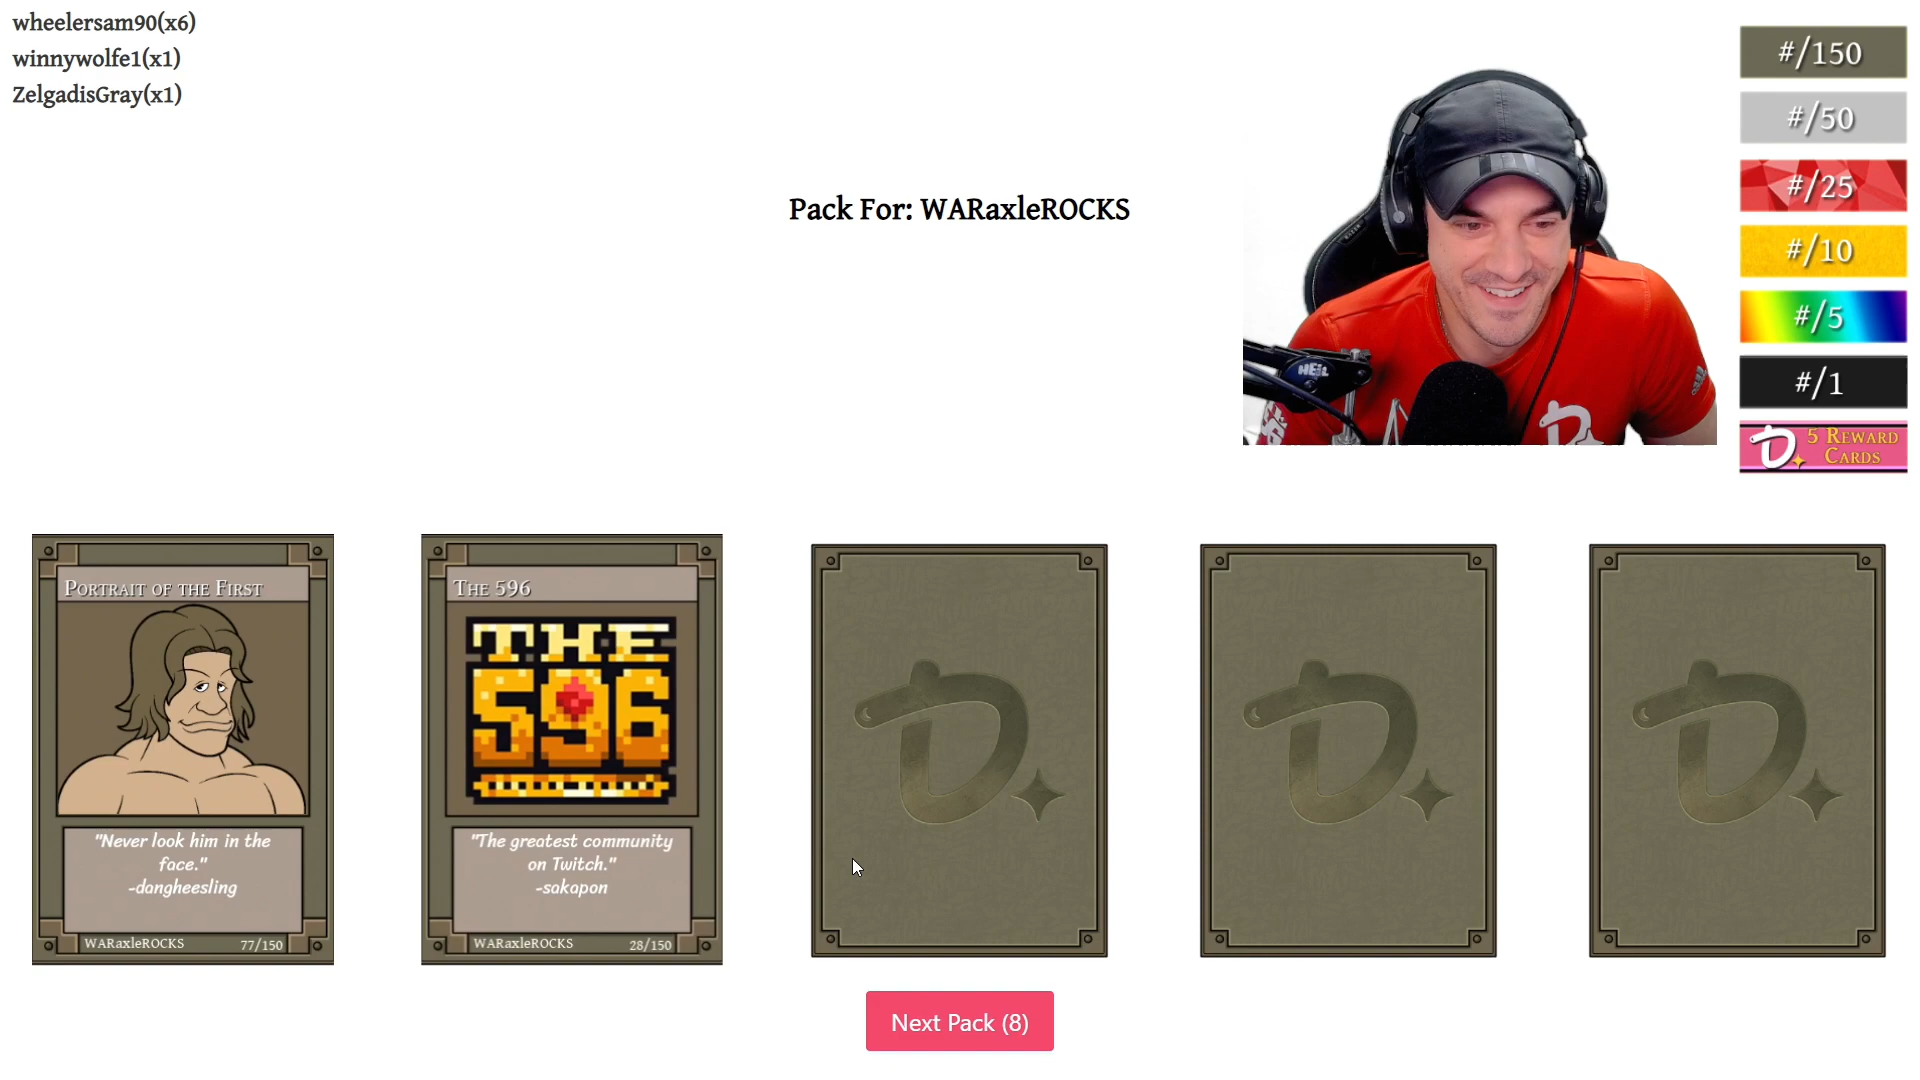 wheelersam90(x6)
winnywolfe1(x1)
ZelgadisGray(x1)
Pack For: WARaxleROCKS
#/150
#/50
#/25
#/10
#/5
#/1
5 REWARD
CARDS
HEIL
PORTRAIT OF THE FIRST
"Never look him in the
face."
-dangheesling
WARaxleROCKS 77/150
THE 596
THE
596
"The greatest community
on Twitch."
-sakapon
WARaxleROCKS 28/150
Next Pack (8)